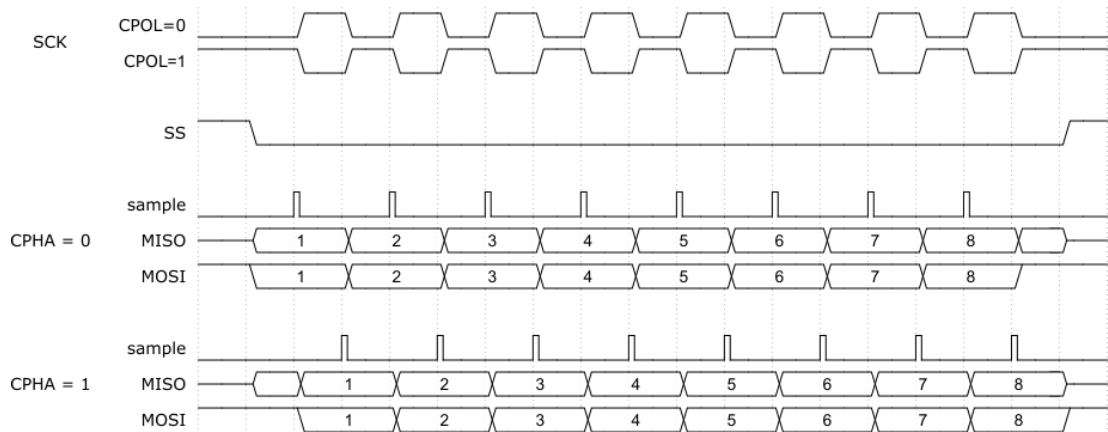 CPOL=0
SCK
CPOL=1
SS
sample
CPHA = 0 MISO 1 2 3 4 5 6 7 8
MOSI 1 2 3 4 5 6 7 8
sample
CPHA = 1 MISO 1 2 3 4 5 6 7 8
MOSI 1 2 3 4 5 6 7 8